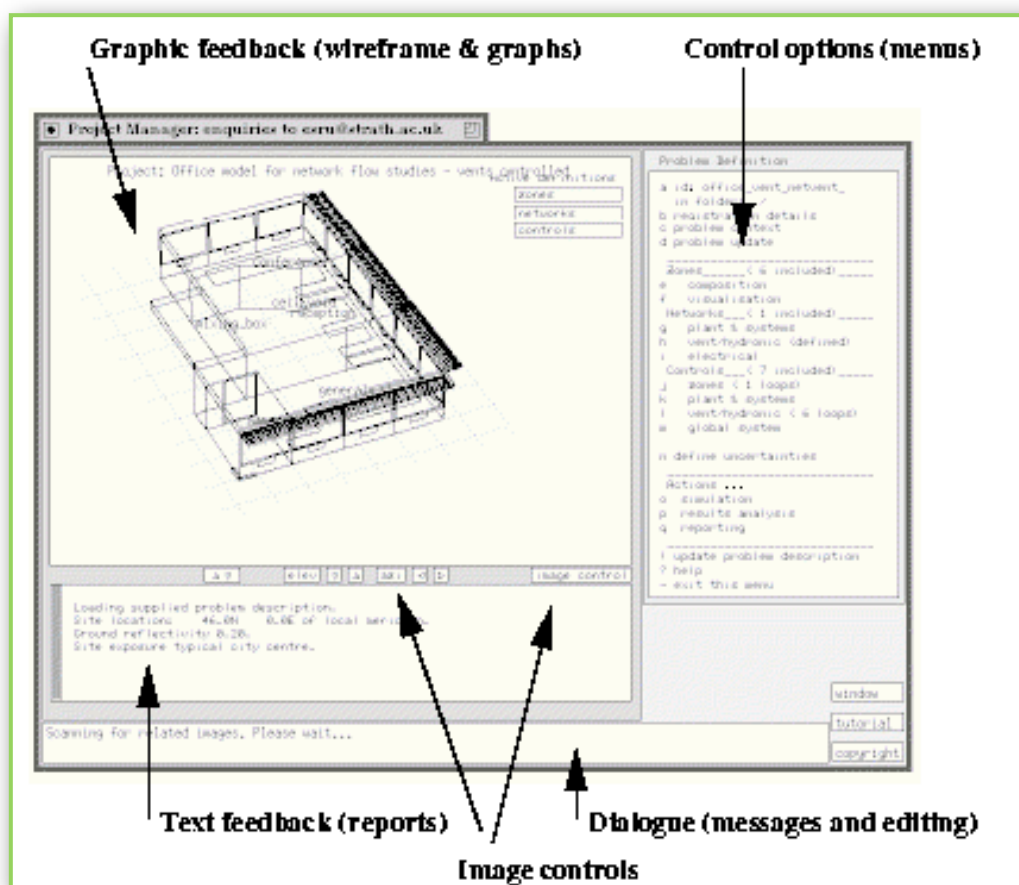 Graphic feedback (wireframe & graphs)
Control options (menus)
Project Manager: enquiries to esru@strath.ac.uk
Project: Office model for network flow studies - vents controlled
definitions
zones
networks
controls
conference
cellular
reception
mixing_box
general
Problem Definition
a id: office_vent_netvent_
in folder: /
b registration details
c problem context
d problem update
Zones______( 6 included)_____
e composition
f visualisation
Networks___( 1 included)_____
g plant & systems
h vent/hydronic (defined)
i electrical
Controls___( 7 included)_____
j zones ( 1 loops)
k plant & systems
l vent/hydronic ( 6 loops)
m global system
n define uncertainties
Actions ...
o simulation
p results analysis
q reporting
! update problem description
? help
- exit this menu
elev
azi
image control
Loading supplied problem description.
Site locations 46.0N 0.0E of local meridian.
Ground reflectivity 0.20.
Site exposure typical city centre.
window
tutorial
copyright
Scanning for related images. Please wait...
Text feedback (reports)
Dialogue (messages and editing)
Image controls